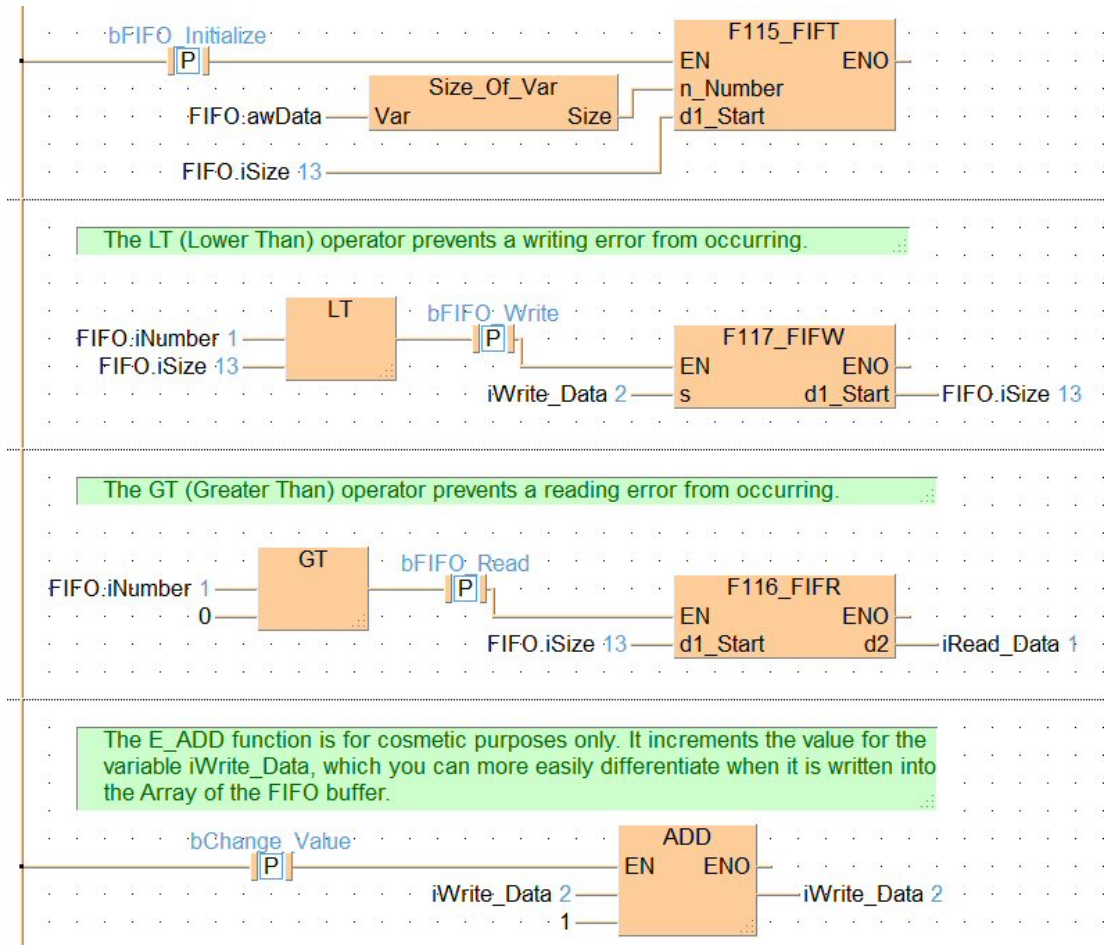 bFIFO_Initialize
P
F115_FIFT
EN ENO
n_Number
d1_Start
Size_Of_Var
Var Size
FIFO.awData
FIFO.iSize 13
The LT (Lower Than) operator prevents a writing error from occurring.
LT
FIFO.iNumber 1
FIFO.iSize 13
bFIFO_Write
P
F117_FIFW
EN ENO
iWrite_Data 2 s d1_Start FIFO.iSize 13
The GT (Greater Than) operator prevents a reading error from occurring.
GT
FIFO.iNumber 1
0
bFIFO_Read
P
F116_FIFR
EN ENO
FIFO.iSize 13 d1_Start d2 iRead_Data 1
The E_ADD function is for cosmetic purposes only. It increments the value for the
variable iWrite_Data, which you can more easily differentiate when it is written into
the Array of the FIFO buffer.
bChange_Value
P
ADD
EN ENO
iWrite_Data 2 iWrite_Data 2
1